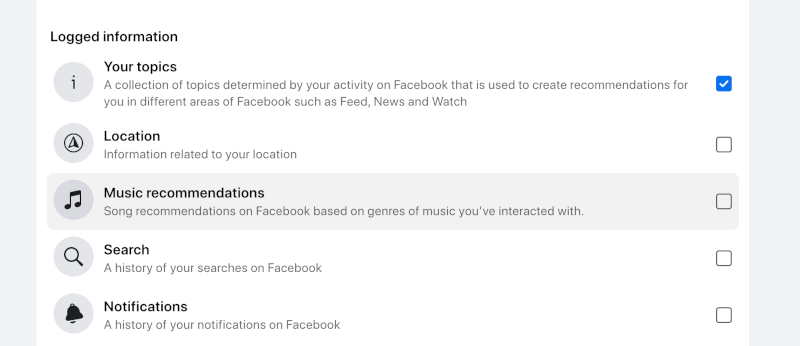 Logged information
Your topics
A collection of topics determined by your activity on Facebook that is used to create recommendations for
you in different areas of Facebook such as Feed, News and Watch
Location
Information related to your location
Music recommendations
Song recommendations on Facebook based on genres of music you've interacted with.
Search
A history of your searches on Facebook
Notifications
A history of your notifications on Facebook